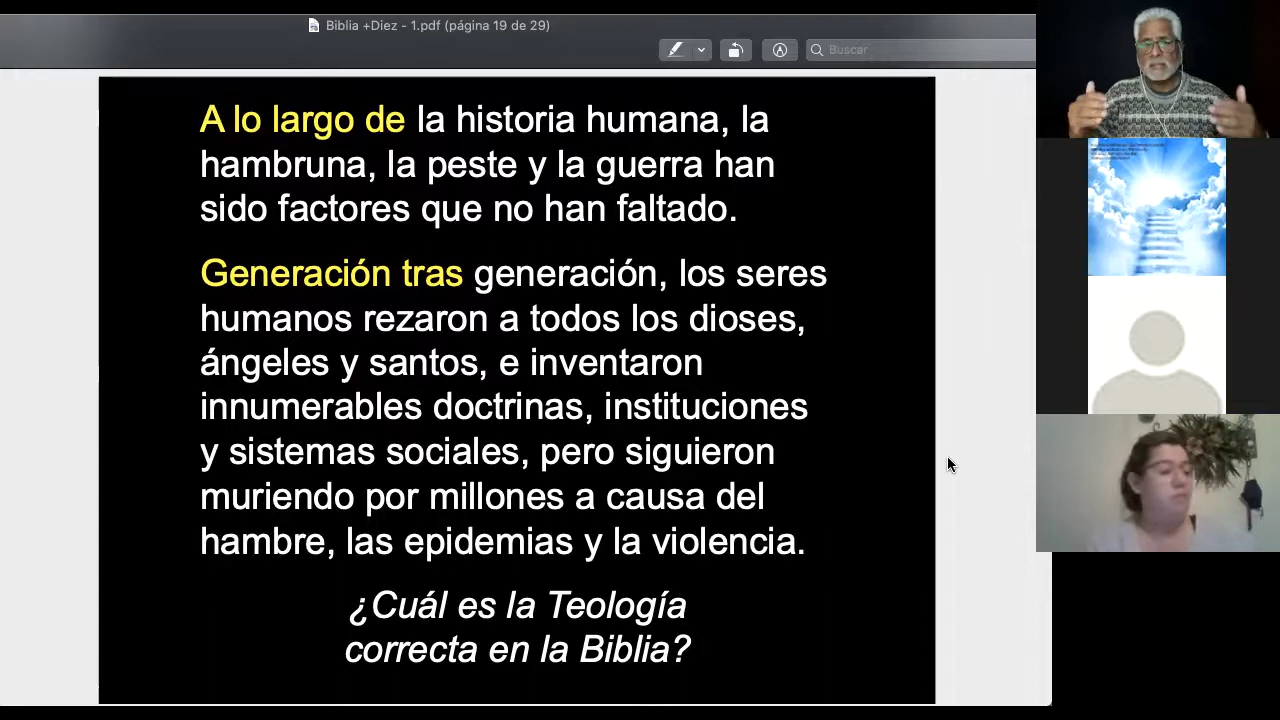 Biblia +Diez - 1.pdf (página 19 de 29)
Buscar
A lo largo de la historia humana, la
hambruna, la peste y la guerra han
sido factores que no han faltado.
Generación tras generación, los seres
humanos rezaron a todos los dioses,
ángeles y santos, e inventaron
innumerables doctrinas, instituciones
y sistemas sociales, pero siguieron
muriendo por millones a causa del
hambre, las epidemias y la violencia.
¿Cuál es la Teología
correcta en la Biblia?